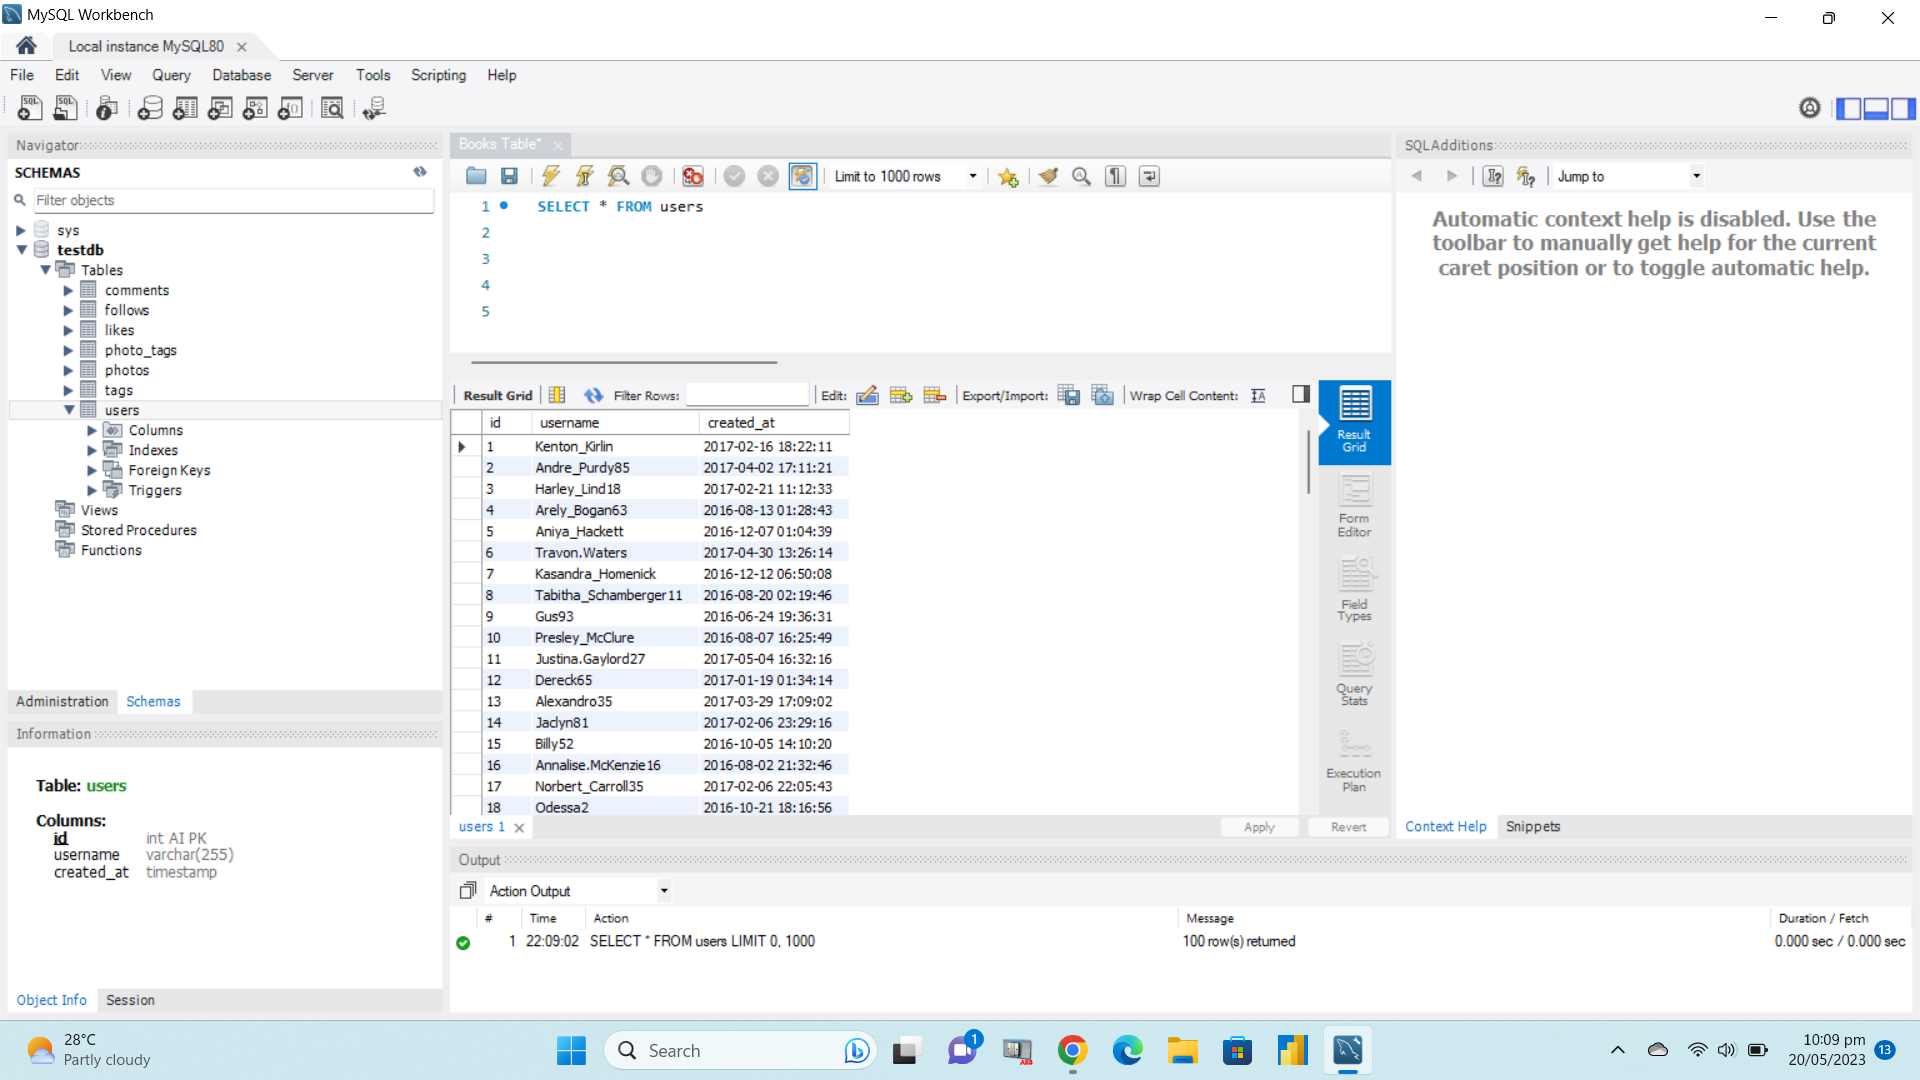 MySQL Workbench
Local instance MySQL80
File Edit View Query Database Server Tools Scripting Help
Navigator
SCHEMAS
Filter objects
sys
testdb
Tables
comments
follows
likes
photo_tags
photos
tags
users
Columns
Indexes
Foreign Keys
Triggers
Views
Stored Procedures
Functions
Administration Schemas
Information
Table: users
Columns:
id int AI PK
username varchar(255)
created_at timestamp
Object Info Session
Books Table*
Limit to 1000 rows
1 SELECT * FROM users
2
3
4
5
Result Grid Filter Rows: Edit: Export/Import: Wrap Cell Content:
id username created_at
1 Kenton_Kirlin 2017-02-16 18:22:11
2 Andre_Purdy85 2017-04-02 17:11:21
3 Harley_Lind18 2017-02-21 11:12:33
4 Arely_Bogan63 2016-08-13 01:28:43
5 Aniya_Hackett 2016-12-07 01:04:39
6 Travon.Waters 2017-04-30 13:26:14
7 Kasandra_Homenick 2016-12-12 06:50:08
8 Tabitha_Schamberger11 2016-08-20 02:19:46
9 Gus93 2016-06-24 19:36:31
10 Presley_McClure 2016-08-07 16:25:49
11 Justina.Gaylord27 2017-05-04 16:32:16
12 Dereck65 2017-01-19 01:34:14
13 Alexandro35 2017-03-29 17:09:02
14 Jaclyn81 2017-02-06 23:29:16
15 Billy52 2016-10-05 14:10:20
16 Annalise.McKenzie16 2016-08-02 21:32:46
17 Norbert_Carroll35 2017-02-06 22:05:43
18 Odessa2 2016-10-21 18:16:56
Result
Grid
Form
Editor
Field
Types
Query
Stats
Execution
Plan
users 1
Apply Revert
SQLAdditions
Jump to
Automatic context help is disabled. Use the
toolbar to manually get help for the current
caret position or to toggle automatic help.
Context Help Snippets
Output
Action Output
# Time Action Message Duration / Fetch
1 22:09:02 SELECT * FROM users LIMIT 0, 1000 100 row(s) returned 0.000 sec / 0.000 sec
28°C
Partly cloudy
Search
1
ABB
10:09 pm
20/05/2023
13